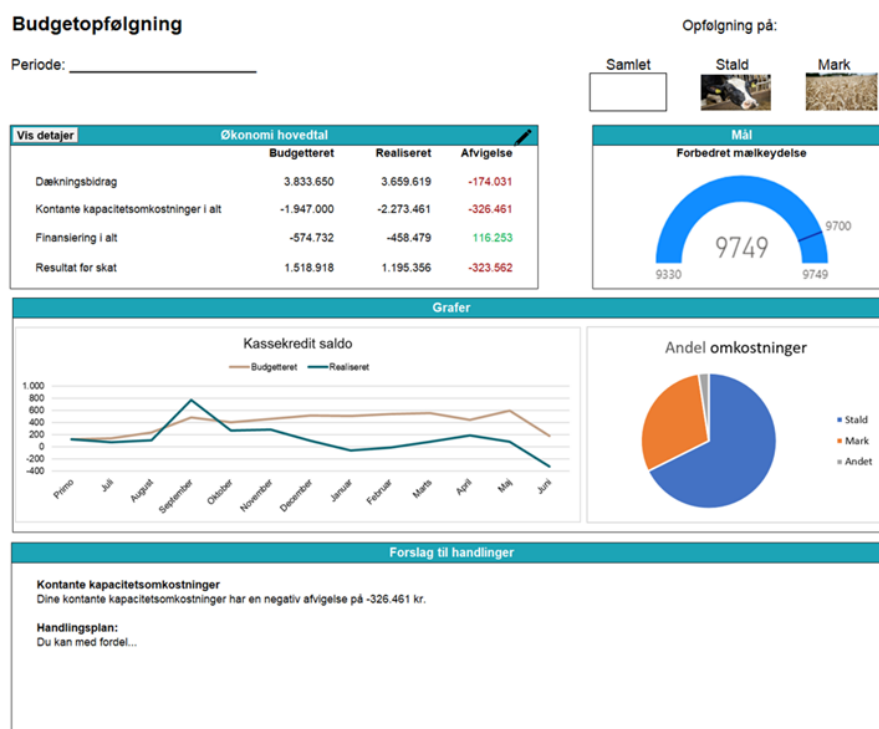 Budgetopfølgning
Opfølgning på:
Periode:
Samlet Stald Mark
Vis detajer Økonomi hovedtal
Budgetteret Realiseret Afvigelse
Dækningsbidrag 3.833.650 3.659.619 -174.031
Kontante kapacitetsomkostninger i alt -1.947.000 -2.273.461 -326.461
Finansiering i alt -574.732 -458.479 116.253
Resultat før skat 1.518.918 1.195.356 -323.562
Mål
Forbedret mælkeydelse
9700
9749
9330 9749
Grafer
Kassekredit saldo
Budgetteret Realiseret
1.000
800
600
400
200
0
-200
-400
Primo Juli August September Oktober November December Januar Februar Marts April Maj Juni
Andel omkostninger
Stald
Mark
Andet
Forslag til handlinger
Kontante kapacitetsomkostninger
Dine kontante kapacitetsomkostninger har en negativ afvigelse på -326.461 kr.
Handlingsplan:
Du kan med fordel...